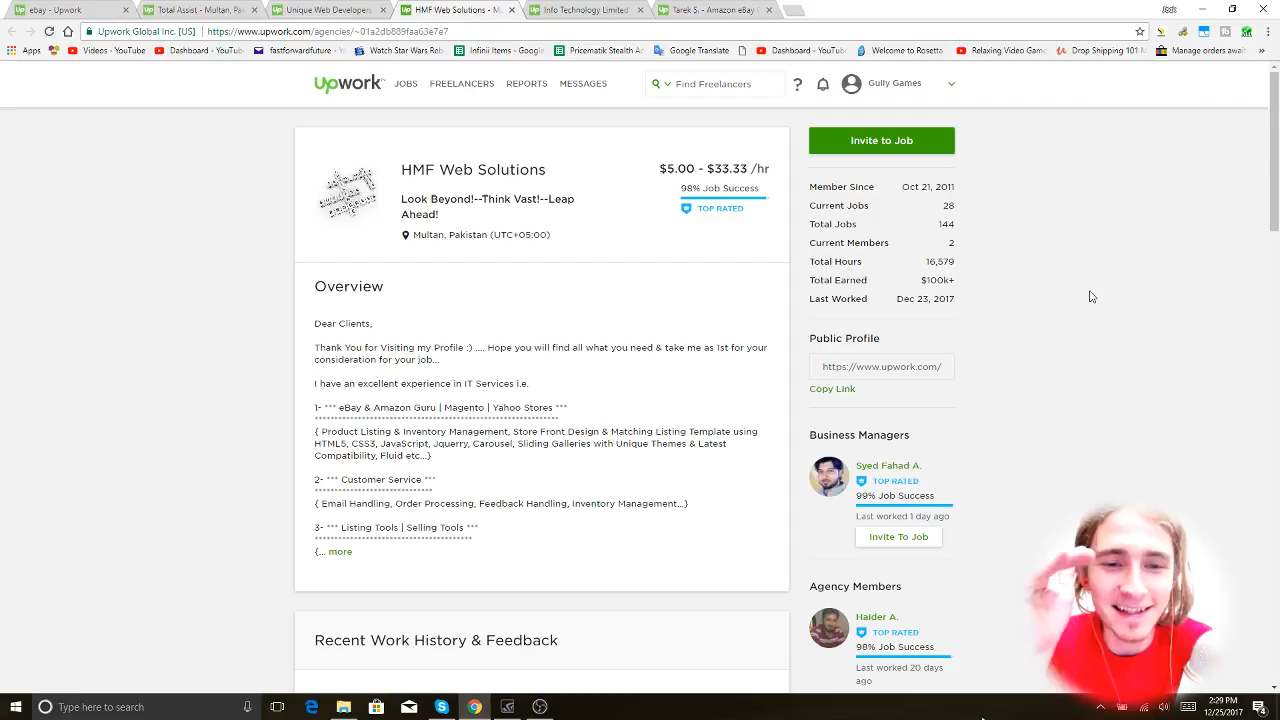 ebay - Upwork
Total Assist - Multan, Pak
Unique Web Developers
HMF Web Solutions - Mu
Info Technology Limited
Tarek S. - Amazon eBay C
Upwork Global Inc. [US] https://www.upwork.com/agencies/~01a2db889faa63e7e7
Apps
Videos - YouTube
Dashboard - YouTube
fastforwardfuture - Y
Watch Star Wars: Epi
Infinii Items - Google
Pricematik Stealth A
Google Translate
Dashboard - YouTube
Welcome to Rosetta
Relaxing Video Game
Drop Shipping 101
Manage orders awai
»
upwork
JOBS FREELANCERS REPORTS MESSAGES
Find Freelancers
?
Gully Games
HMF Web Solutions
Look Beyond!--Think Vast!--Leap
Ahead!
Multan, Pakistan (UTC+05:00)
$5.00 - $33.33 /hr
98% Job Success
TOP RATED
Overview
Dear Clients,
Thank You for Visiting my Profile :) .... Hope you will find all what you need & take me as 1st for your
consideration for your job...
I have an excellent experience in IT Services i.e.
1- *** eBay & Amazon Guru | Magento | Yahoo Stores ***
{ Product Listing & Inventory Management, Store Front Design & Matching Listing Template using
HTML5, CSS3, JavaScript, Jquerry, Carousel, Sliding Galleries with Unique Themes & Latest
Compatibility, Fluid etc...}
2- *** Customer Service ***
{ Email Handling, Order Processing, Feedback Handling, Inventory Management...}
3- *** Listing Tools | Selling Tools ***
{... more
Recent Work History & Feedback
Invite to Job
Member Since Oct 21, 2011
Current Jobs 28
Total Jobs 144
Current Members 2
Total Hours 16,579
Total Earned $100k+
Last Worked Dec 23, 2017
Public Profile
https://www.upwork.com/
Copy Link
Business Managers
Syed Fahad A.
TOP RATED
99% Job Success
Last worked 1 day ago
Invite To Job
Agency Members
Haider A.
TOP RATED
98% Job Success
Last worked 20 days
ago
Type here to search
2:29 PM
12/25/2017